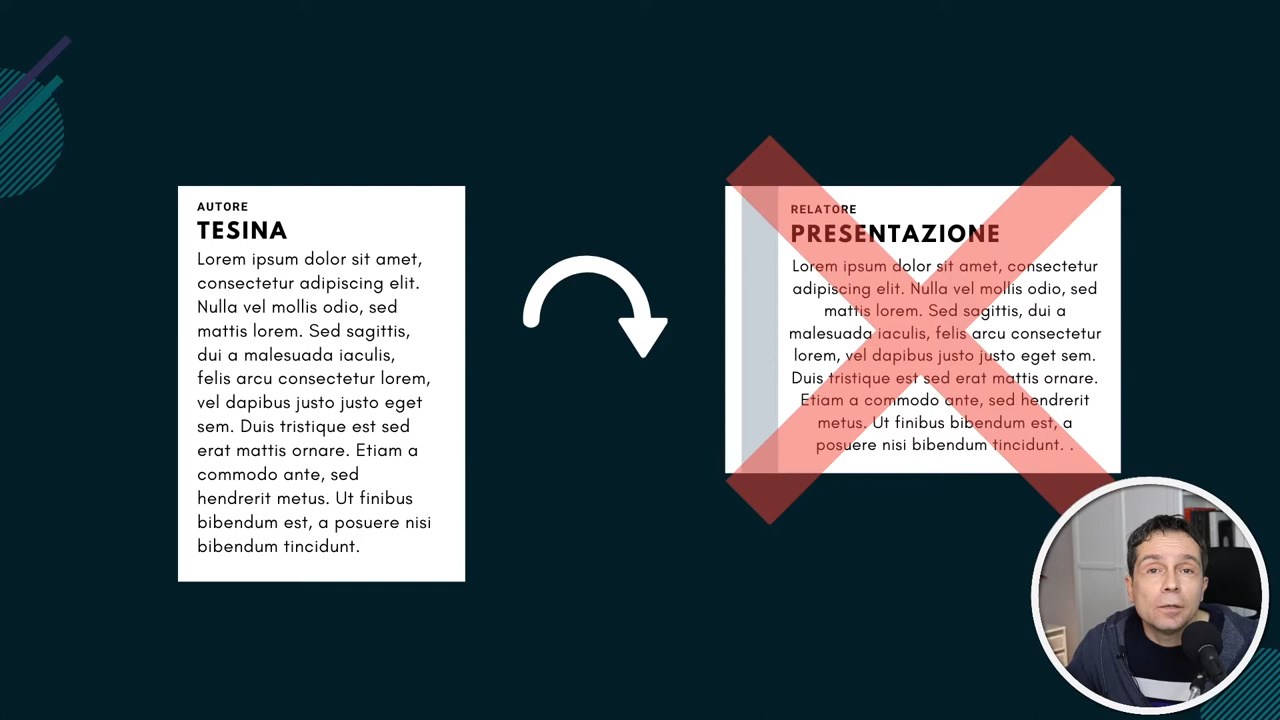 AUTORE
TESINA
Lorem ipsum dolor sit amet,
consectetur adipiscing elit.
Nulla vel mollis odio, sed
mattis lorem. Sed sagittis,
dui a malesuada iaculis,
felis arcu consectetur lorem,
vel dapibus justo justo eget
sem. Duis tristique est sed
erat mattis ornare. Etiam a
commodo ante, sed
hendrerit metus. Ut finibus
bibendum est, a posuere nisi
bibendum tincidunt.
RELATORE
PRESENTAZIONE
Lorem ipsum dolor sit amet, consectetur
adipiscing elit. Nulla vel mollis odio, sed
mattis lorem. Sed sagittis, dui a
malesuada iaculis, felis arcu consectetur
lorem, vel dapibus justo justo eget sem.
Duis tristique est sed erat mattis ornare.
Etiam a commodo ante, sed hendrerit
metus. Ut finibus bibendum est, a
posuere nisi bibendum tincidunt. .